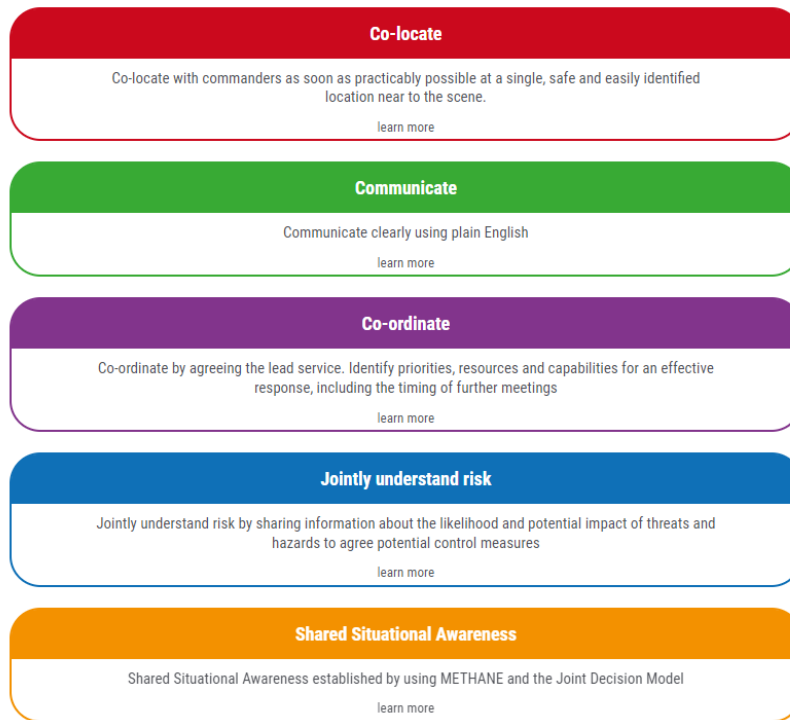 Co-locate
Co-locate with commanders as soon as practicably possible at a single, safe and easily identified
location near to the scene.
learn more
Communicate
Communicate clearly using plain English
learn more
Co-ordinate
Co-ordinate by agreeing the lead service. Identify priorities, resources and capabilities for an effective
response, including the timing of further meetings
learn more
Jointly understand risk
Jointly understand risk by sharing information about the likelihood and potential impact of threats and
hazards to agree potential control measures
learn more
Shared Situational Awareness
Shared Situational Awareness established by using METHANE and the Joint Decision Model
learn more